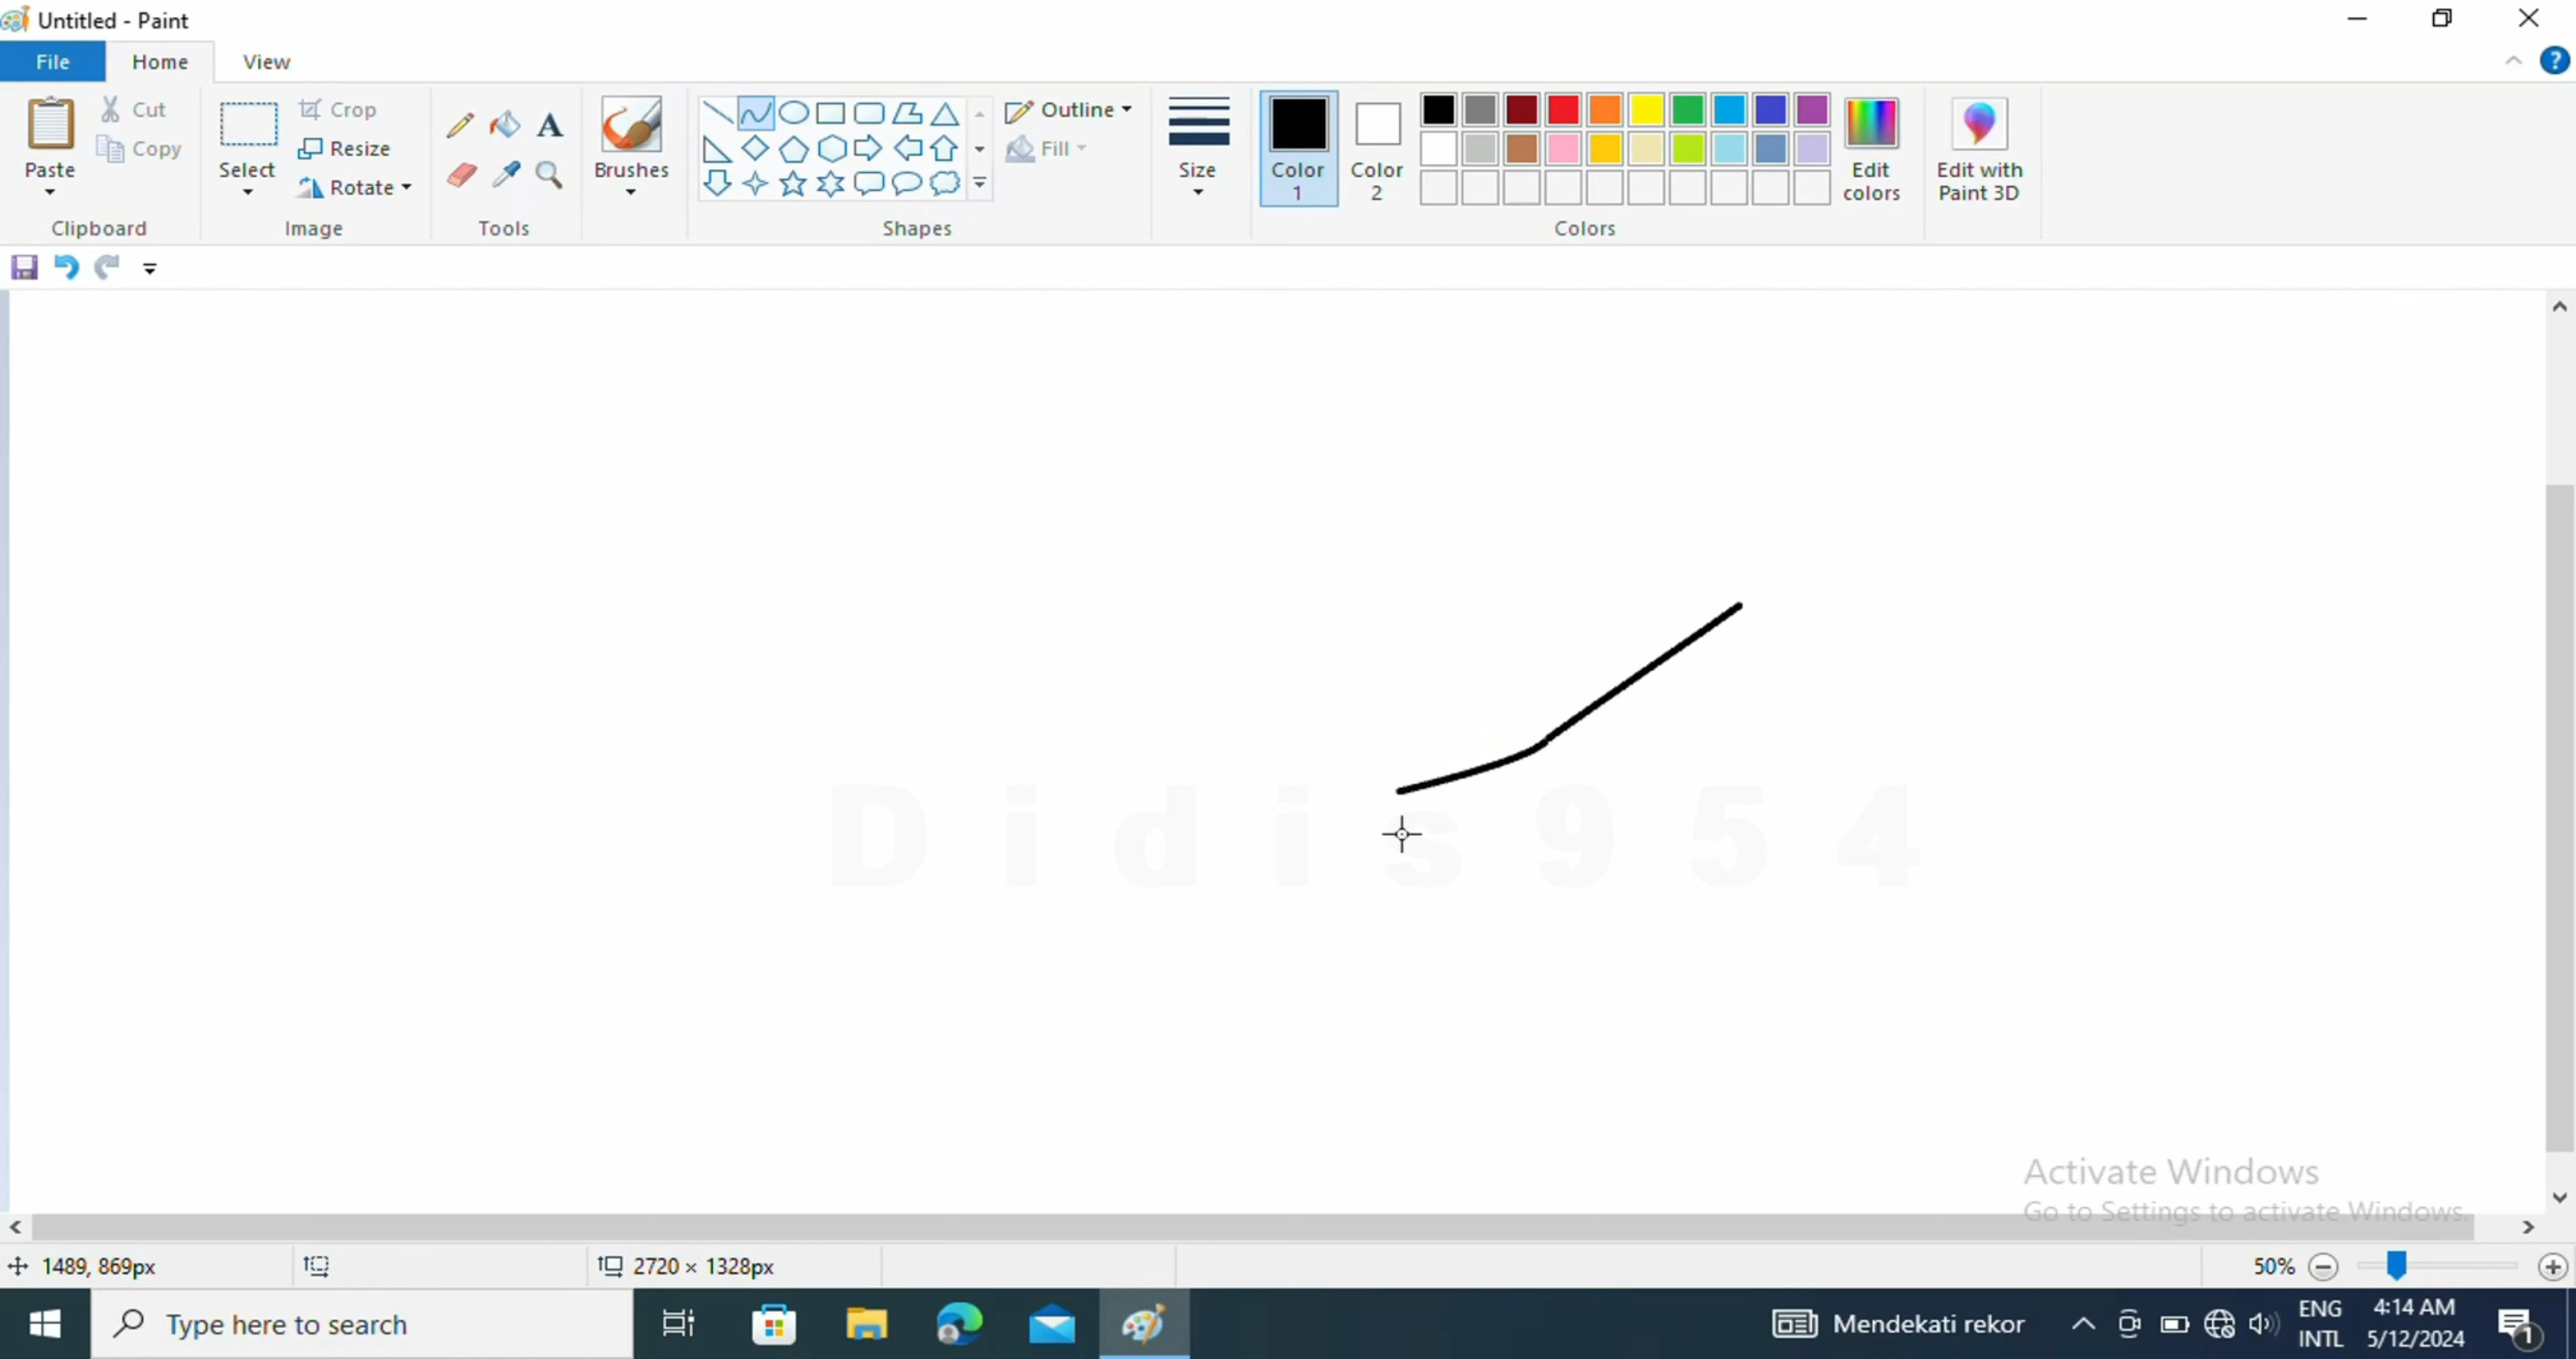 Untitled - Paint
File Home View
Paste Cut Copy Clipboard
Select Crop Resize Rotate Image
A Tools
Brushes
Outline Fill Shapes
Size
Color 1 Color 2 Edit colors Colors
Edit with Paint 3D
Didis954
Activate Windows
Go to Settings to activate Windows.
1489, 869px 2720 × 1328px 50%
Type here to search Mendekati rekor ENG INTL 4:14 AM 5/12/2024 1